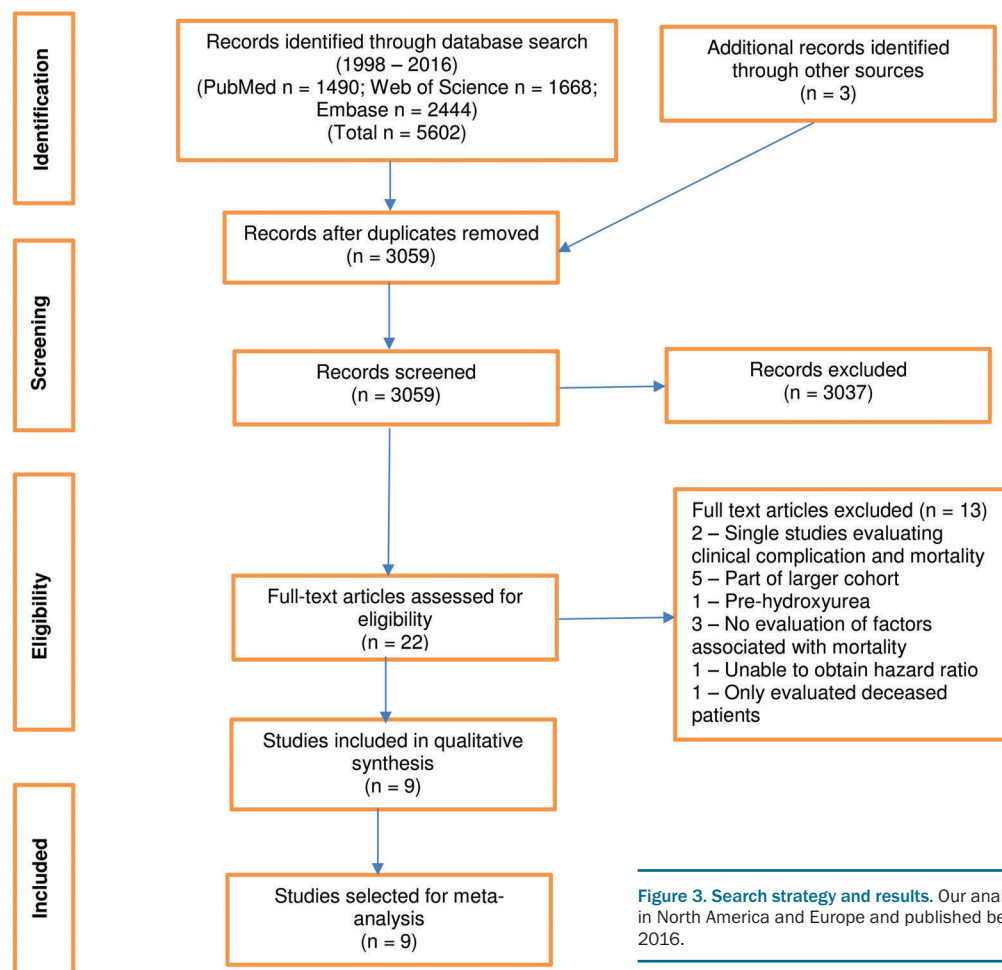 Identification
Records identified through database search
(1998 – 2016)
(PubMed n = 1490; Web of Science n = 1668;
Embase n = 2444)
(Total n = 5602)
Additional records identified
through other sources
(n = 3)
Screening
Records after duplicates removed
(n = 3059)
Records screened
(n = 3059)
Records excluded
(n = 3037)
Eligibility
Full-text articles assessed for
eligibility
(n = 22)
Full text articles excluded (n = 13)
2 – Single studies evaluating
clinical complication and mortality
5 – Part of larger cohort
1 – Pre-hydroxyurea
3 – No evaluation of factors
associated with mortality
1 – Unable to obtain hazard ratio
1 – Only evaluated deceased
patients
Studies included in qualitative
synthesis
(n = 9)
Included
Studies selected for meta-
analysis
(n = 9)
Figure 3. Search strategy and results. Our anal
in North America and Europe and published be
2016.